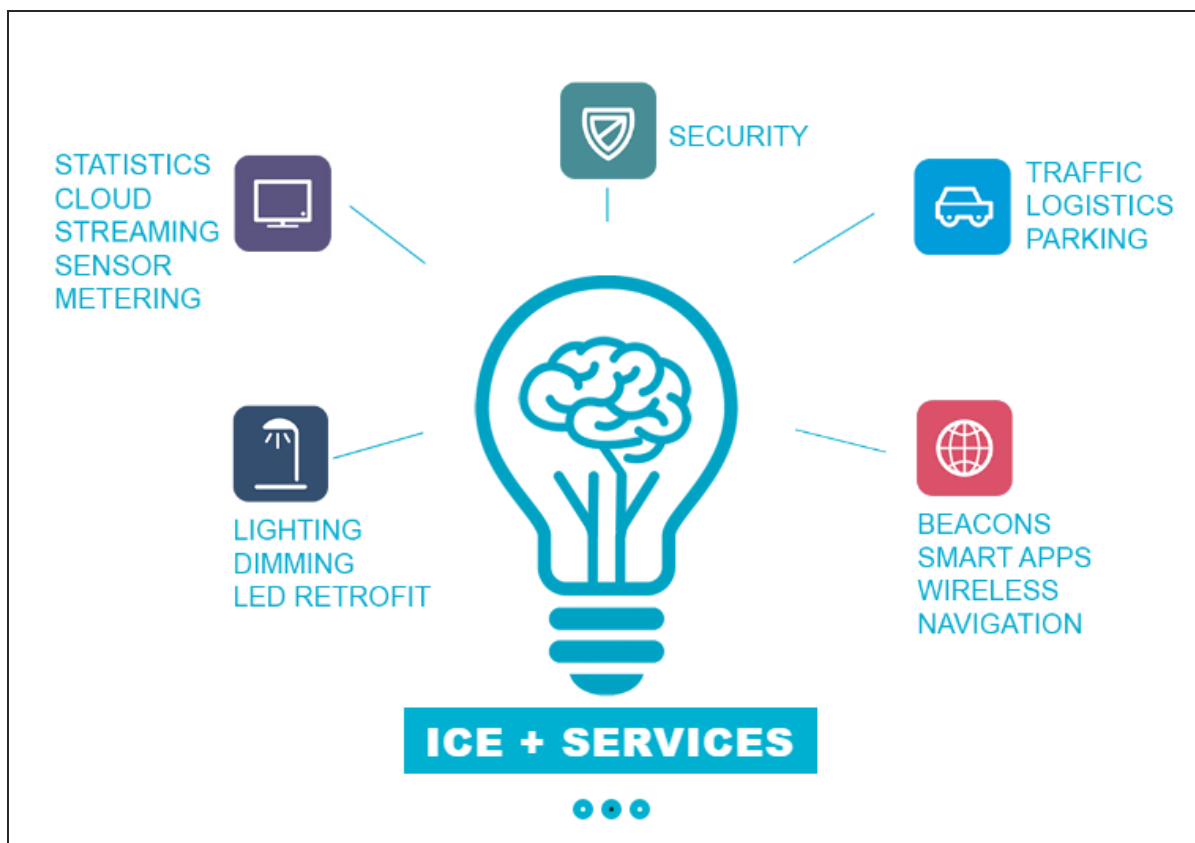 SECURITY
STATISTICS
CLOUD
STREAMING
SENSOR
METERING
TRAFFIC
LOGISTICS
PARKING
LIGHTING
DIMMING
LED RETROFIT
BEACONS
SMART APPS
WIRELESS
NAVIGATION
ICE + SERVICES